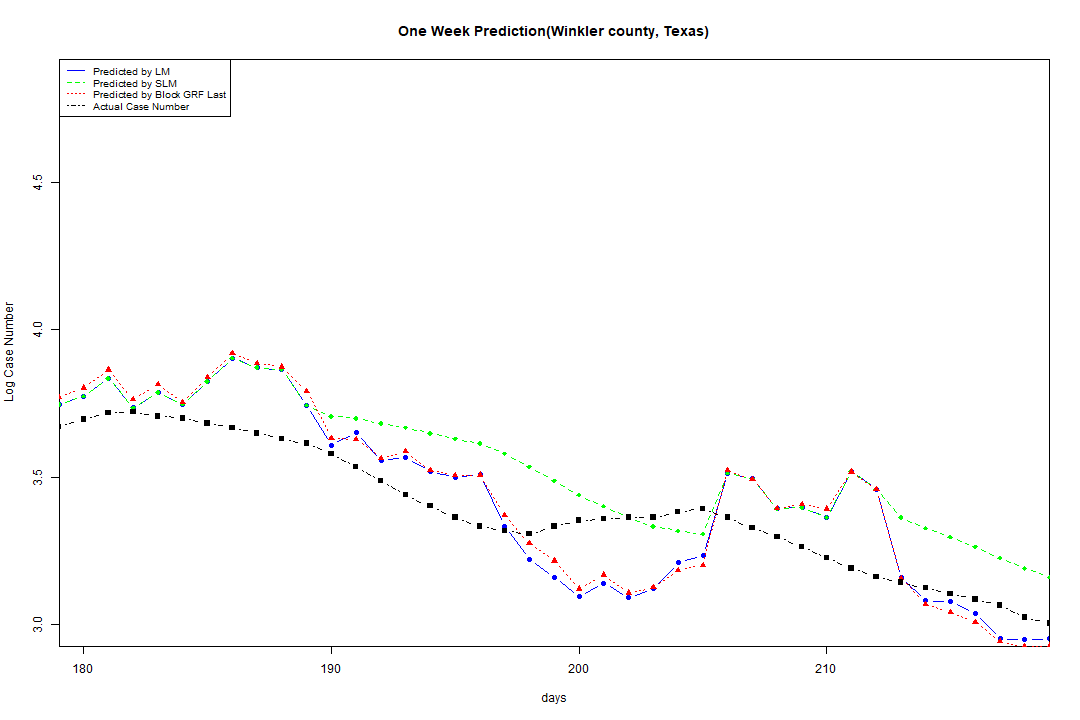 One Week Prediction(Winkler county, Texas)
Predicted by LM
Predicted by SLM
Predicted by Block GRF Last
Actual Case Number
4.5
4.0
3.5
3.0
Log Case Number
180 190 200 210
days